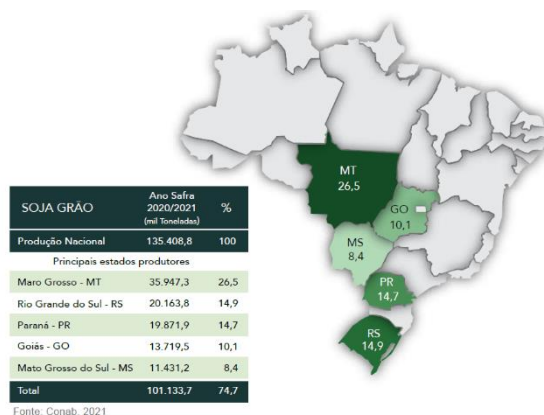 SOJA GRÃO
Ano Safra
2020/2021
(mil Toneladas)
%
Produção Nacional 135.408,8 100
Principais estados produtores
Maro Grosso - MT 35.947,3 26,5
Rio Grande do Sul - RS 20.163,8 14,9
Paraná - PR 19.871,9 14,7
Goiás - GO 13.719,5 10,1
Mato Grosso do Sul - MS 11.431,2 8,4
Total 101.133,7 74,7
Fonte: Conab, 2021
MT
26,5
GO
10,1
MS
8,4
PR
14,7
RS
14,9